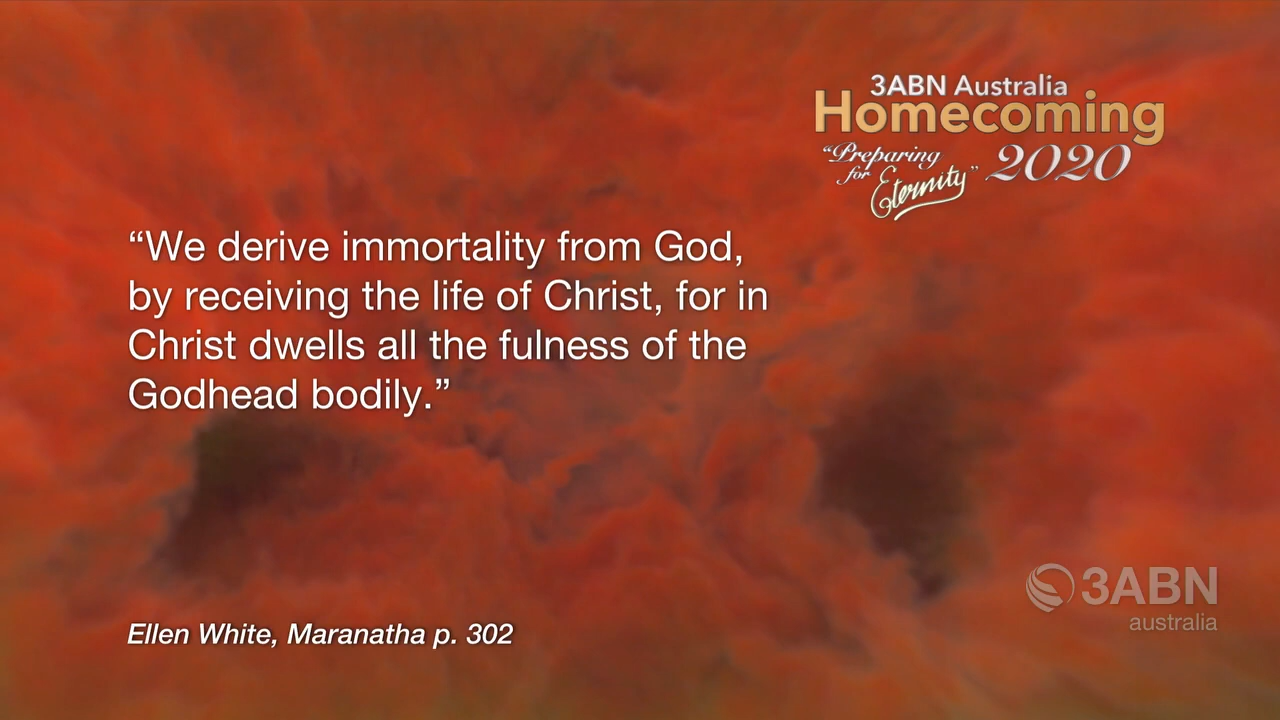 3ABN Australia
Homecoming
“Preparing
for Eternity” 2020
“We derive immortality from God,
by receiving the life of Christ, for in
Christ dwells all the fulness of the
Godhead bodily.”
Ellen White, Maranatha p. 302
3ABN
australia